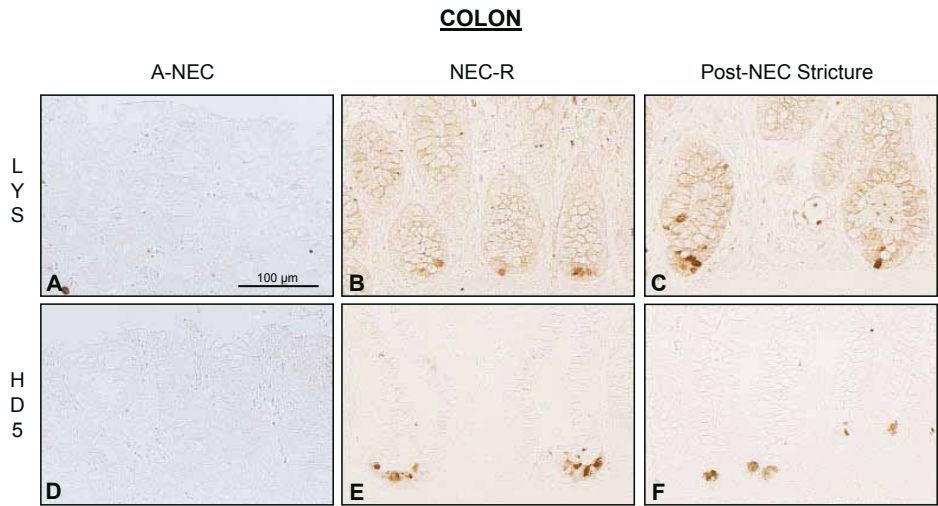 COLON
A-NEC
NEC-R
Post-NEC Stricture
L
Y
S
A
100 µm
B
C
H
D
5
D
E
F